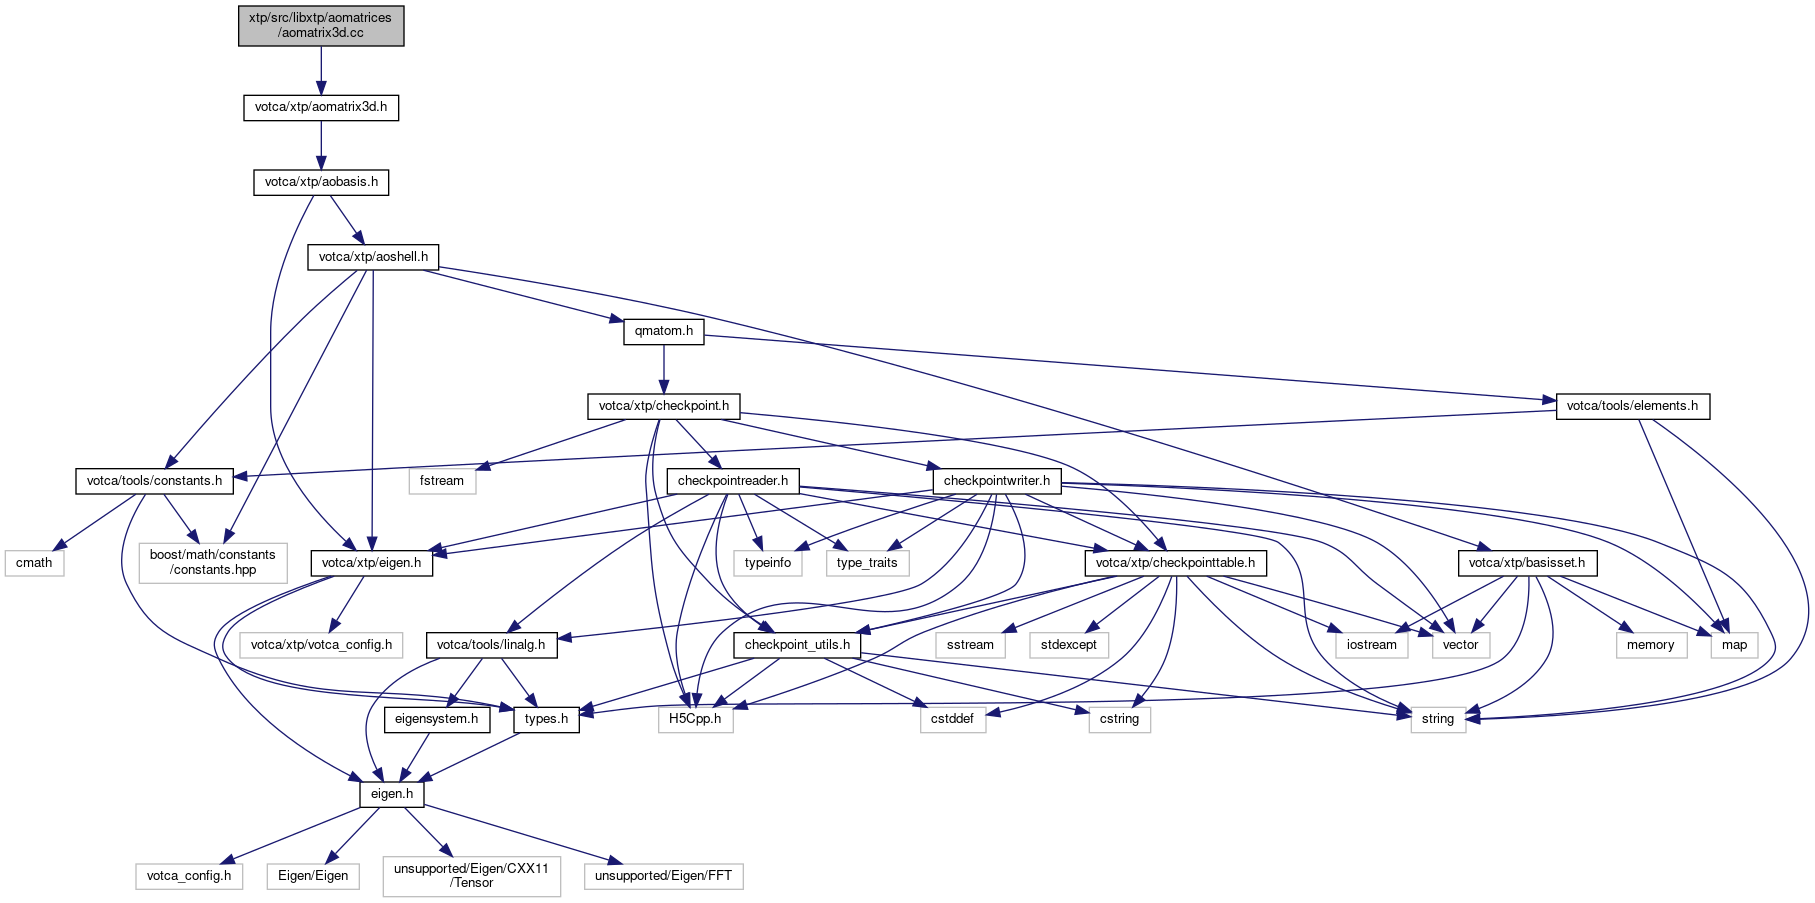 xtp/src/libxtp/aomatrices
/aomatrix3d.cc
votca/xtp/aomatrix3d.h
votca/xtp/aobasis.h
votca/xtp/aoshell.h
qmatom.h
votca/xtp/checkpoint.h
votca/tools/elements.h
votca/tools/constants.h
fstream
checkpointreader.h
checkpointwriter.h
cmath
boost/math/constants
/constants.hpp
votca/xtp/eigen.h
typeinfo
type_traits
votca/xtp/checkpointtable.h
votca/xtp/basisset.h
votca/xtp/votca_config.h
votca/tools/linalg.h
checkpoint_utils.h
sstream
stdexcept
iostream
vector
memory
map
eigensystem.h
types.h
H5Cpp.h
cstddef
cstring
string
eigen.h
votca_config.h
Eigen/Eigen
unsupported/Eigen/CXX11
/Tensor
unsupported/Eigen/FFT